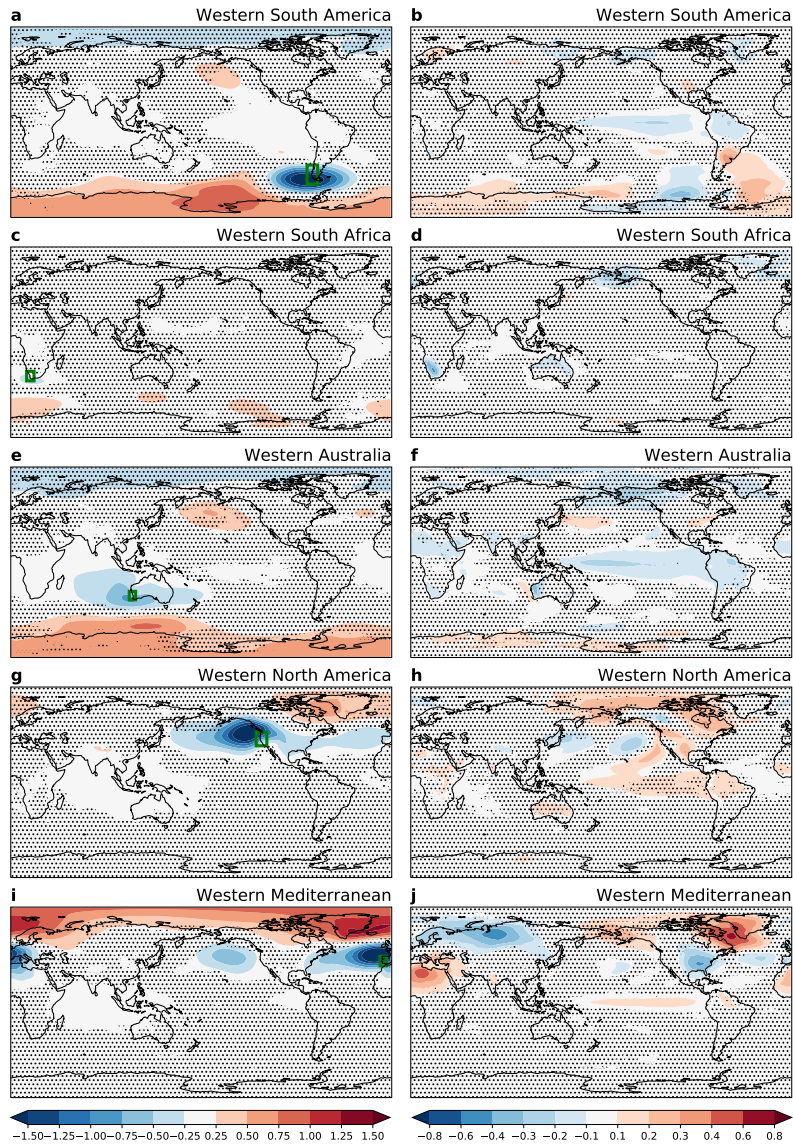 a Western South America
b Western South America
c Western South Africa
d Western South Africa
e Western Australia
f Western Australia
g Western North America
h Western North America
i Western Mediterranean
j Western Mediterranean
−1.50 −1.25 −1.00 −0.75 −0.50 −0.25 0.25 0.50 0.75 1.00 1.25 1.50
−0.8 −0.6 −0.4 −0.3 −0.2 −0.1 0.1 0.2 0.3 0.4 0.6 0.8